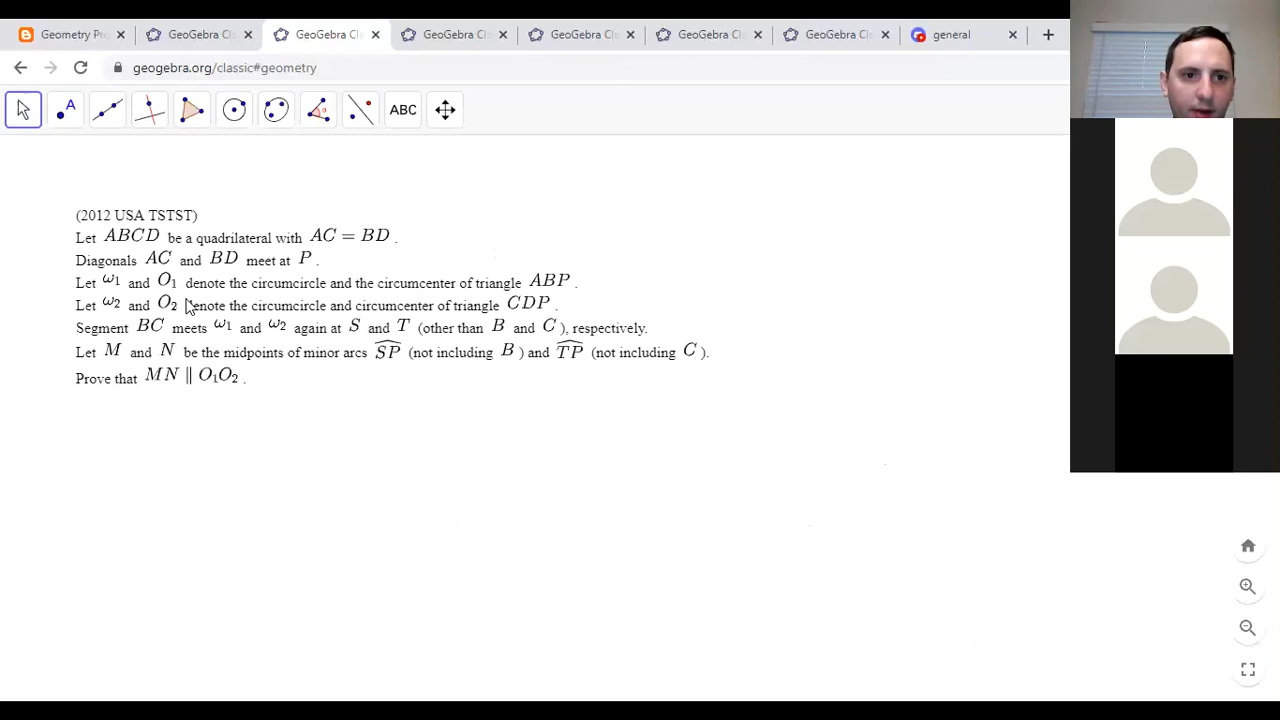 Geometry Pr
GeoGebra Cl
GeoGebra Cl
GeoGebra Cl
GeoGebra Cl
GeoGebra Cl
GeoGebra Cl
general
geogebra.org/classic#geometry
A
ABC
(2012 USA TSTST)
Let ABCD be a quadrilateral with AC = BD .
Diagonals AC and BD meet at P .
Let ω₁ and O₁ denote the circumcircle and the circumcenter of triangle ABP .
Let ω₂ and O₂ denote the circumcircle and circumcenter of triangle CDP .
Segment BC meets ω₁ and ω₂ again at S and T (other than B and C ), respectively.
Let M and N be the midpoints of minor arcs S͡P (not including B ) and T͡P (not including C ).
Prove that MN ∥ O₁O₂ .